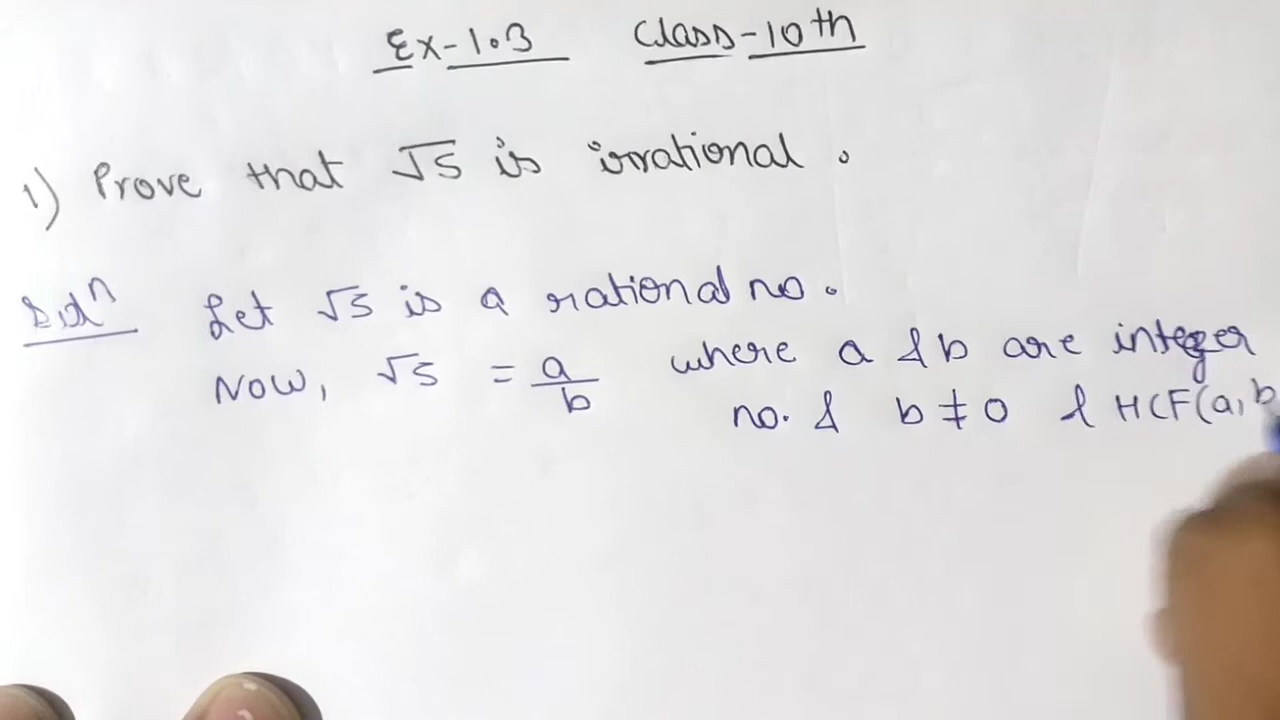 Ex-1.3 Class-10th
1) Prove that √5 is irrational.
Solⁿ Let √5 is a rational no.
Now, √5 = a/b where a & b are integer
no. & b ≠ 0 & HCF(a, b